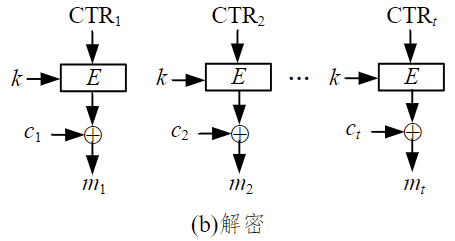 CTR₁ CTR₂ CTRₜ
k E k E ··· k E
c₁ ⊕ c₂ ⊕ cₜ ⊕
m₁ m₂ mₜ
(b)解密